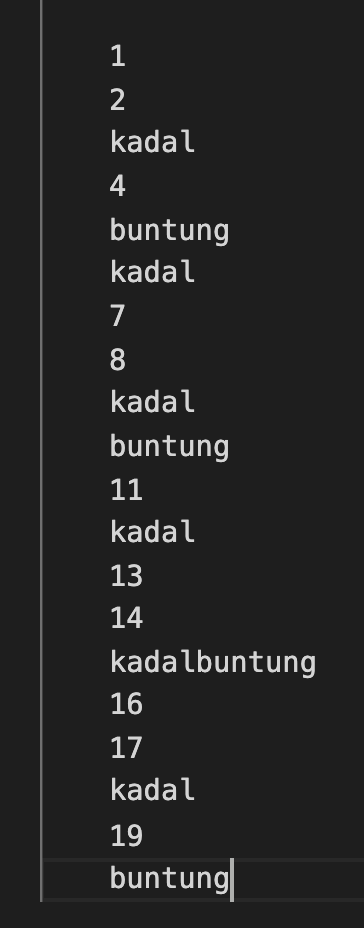 1
2
kadal
4
buntung
kadal
7
8
kadal
buntung
11
kadal
13
14
kadalbuntung
16
17
kadal
19
buntung